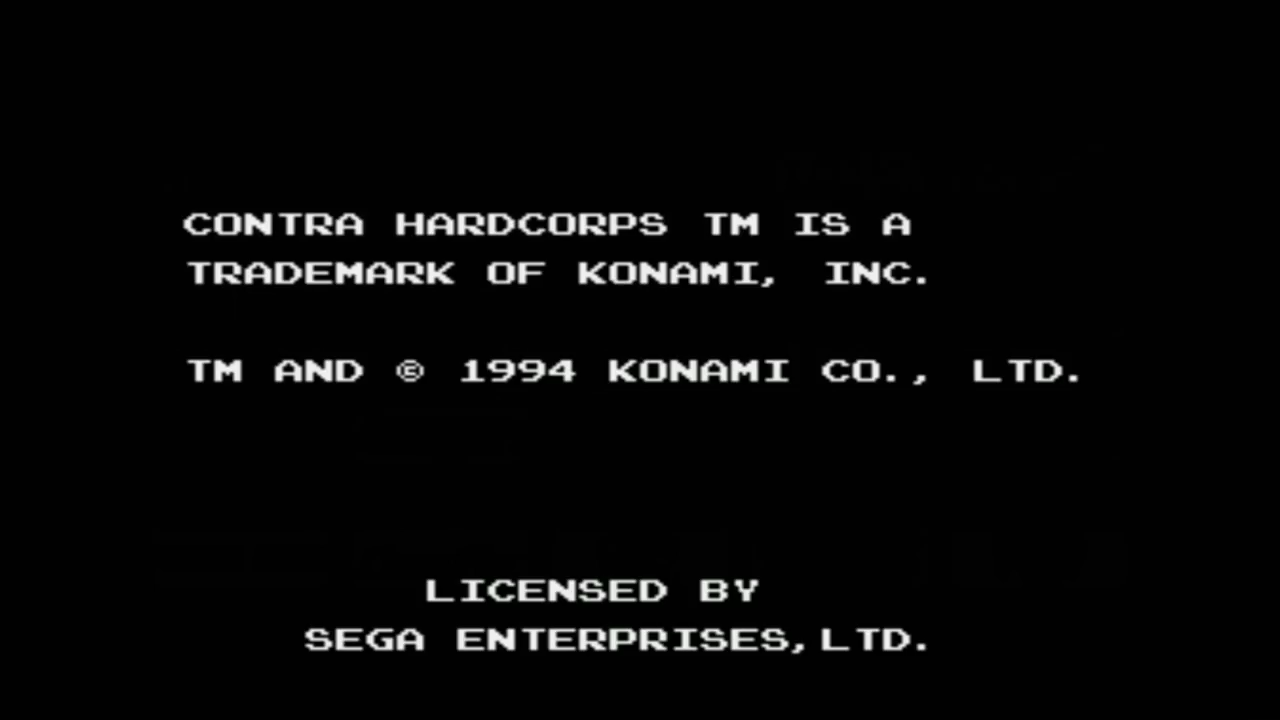 CONTRA HARDCORPS TM IS A
TRADEMARK OF KONAMI, INC.
TM AND © 1994 KONAMI CO., LTD.
LICENSED BY
SEGA ENTERPRISES,LTD.